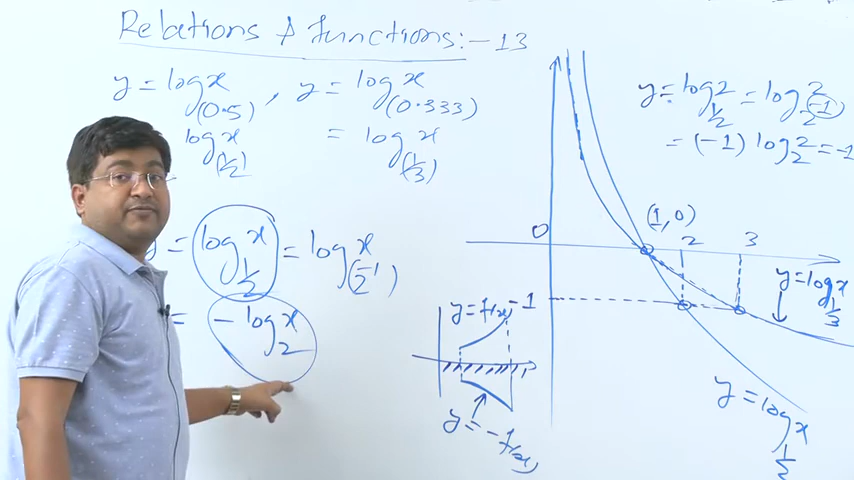 Relations & functions:-13
y = log x (0.5) , y = log x (0.333)
log x (1/2) = log x (1/3)
y = log x 1/2 = log x (2^-1)
= - log x 2
y = log 2 1/2 = log 2 2^(-1)
= (-1) log 2 2 = -1
(1,0)
0
2
3
-1
y = log x 1/3
y = log x 1/2
y = f(x)
y = -f(x)